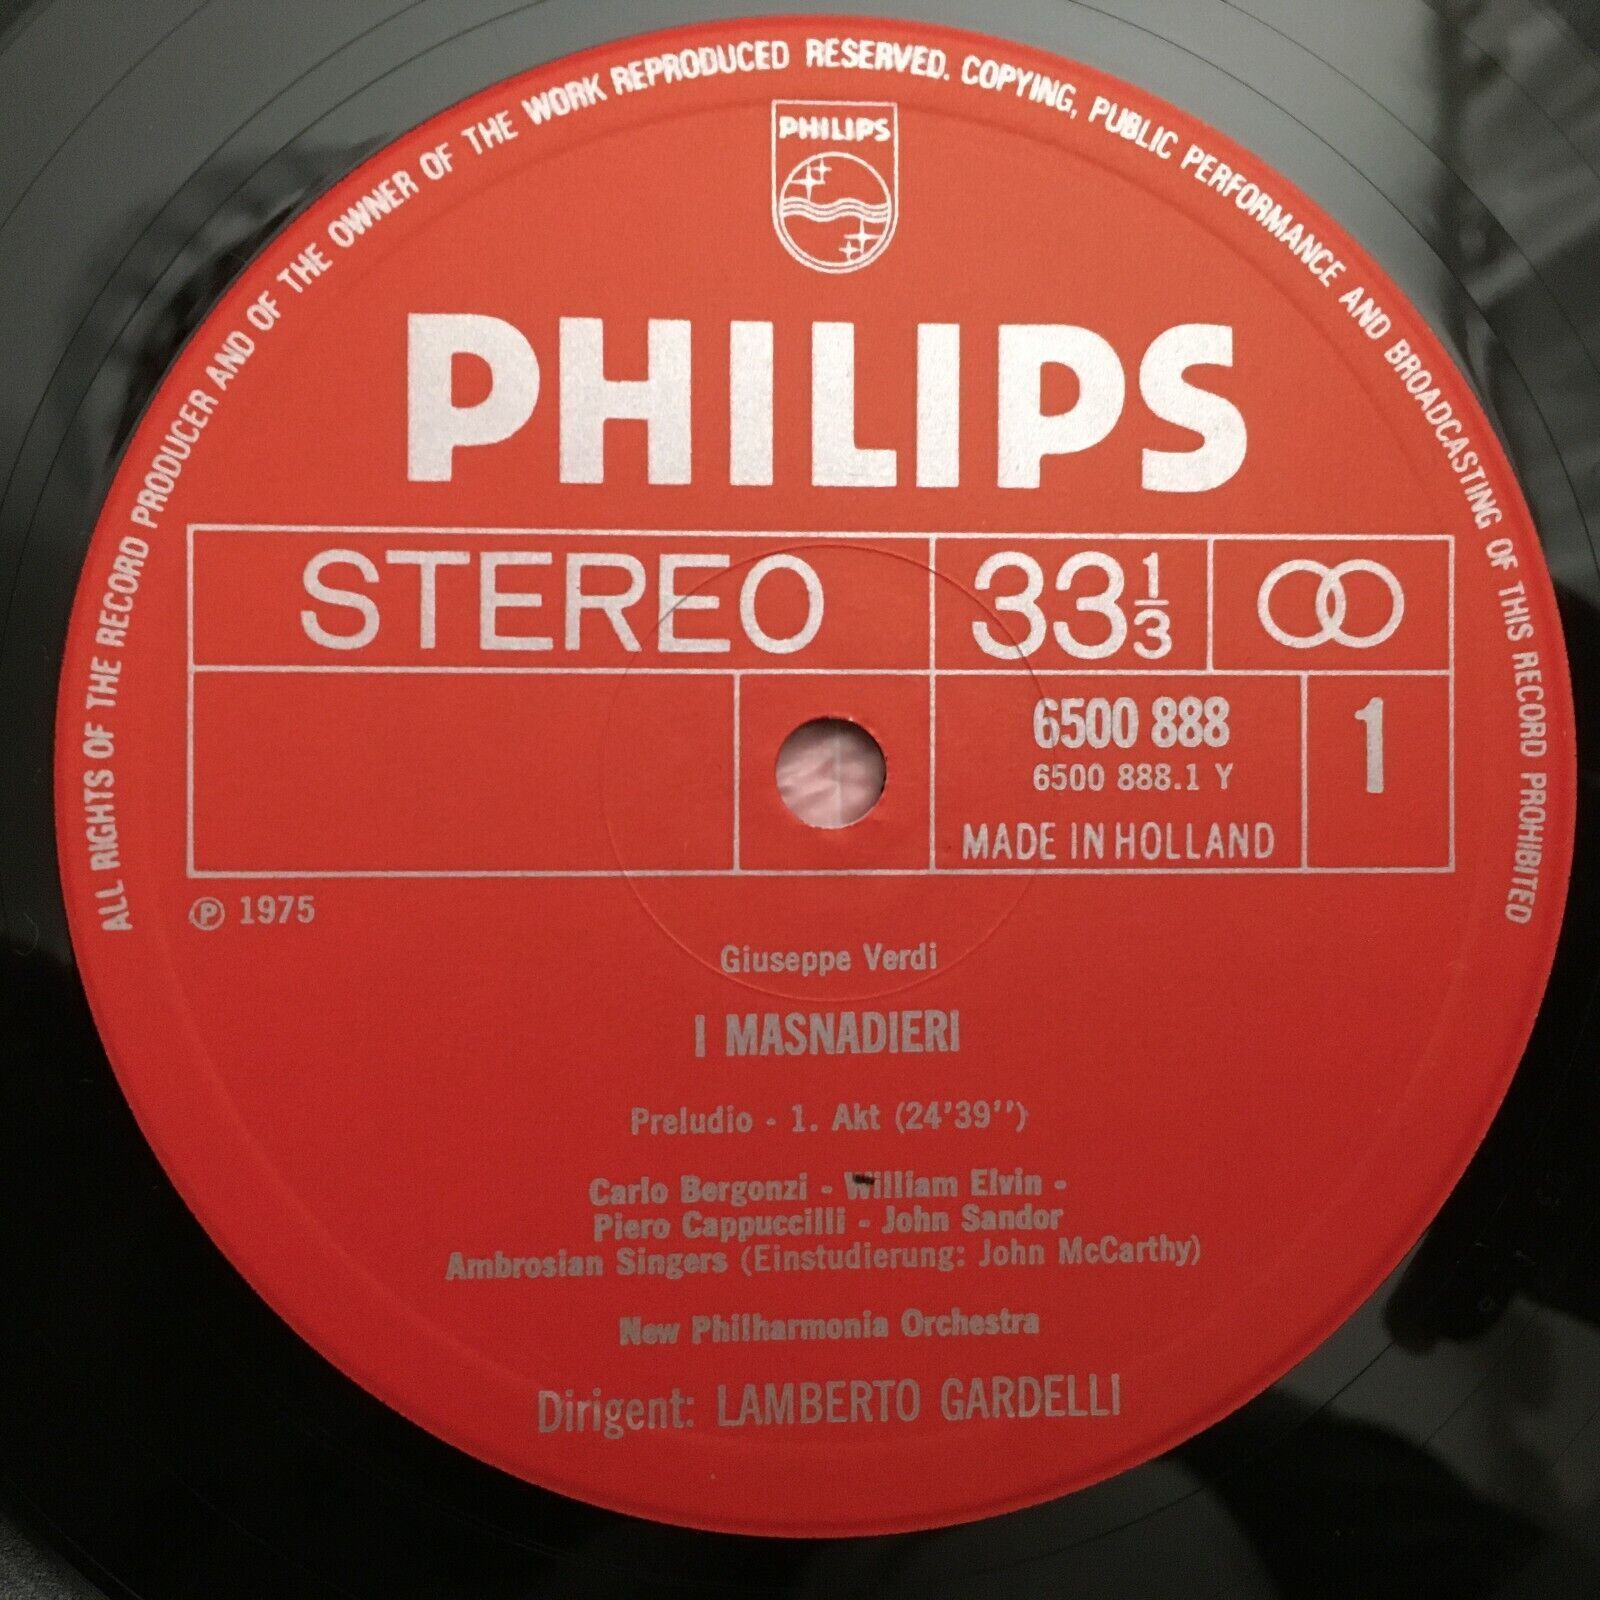 ALL RIGHTS OF THE RECORD PRODUCER AND OF THE OWNER OF THE WORK REPRODUCED RESERVED. COPYING, PUBLIC PERFORMANCE AND BROADCASTING OF THIS RECORD PROHIBITED
PHILIPS
PHILIPS
STEREO 33 1/3
6500 888 1
6500 888.1 Y
MADE IN HOLLAND
Ⓟ 1975
Giuseppe Verdi
I MASNADIERI
Preludio - 1. Akt (24'39'')
Carlo Bergonzi - William Elvin -
Piero Cappuccilli - John Sandor
Ambrosian Singers (Einstudierung: John McCarthy)
New Philharmonia Orchestra
Dirigent: LAMBERTO GARDELLI